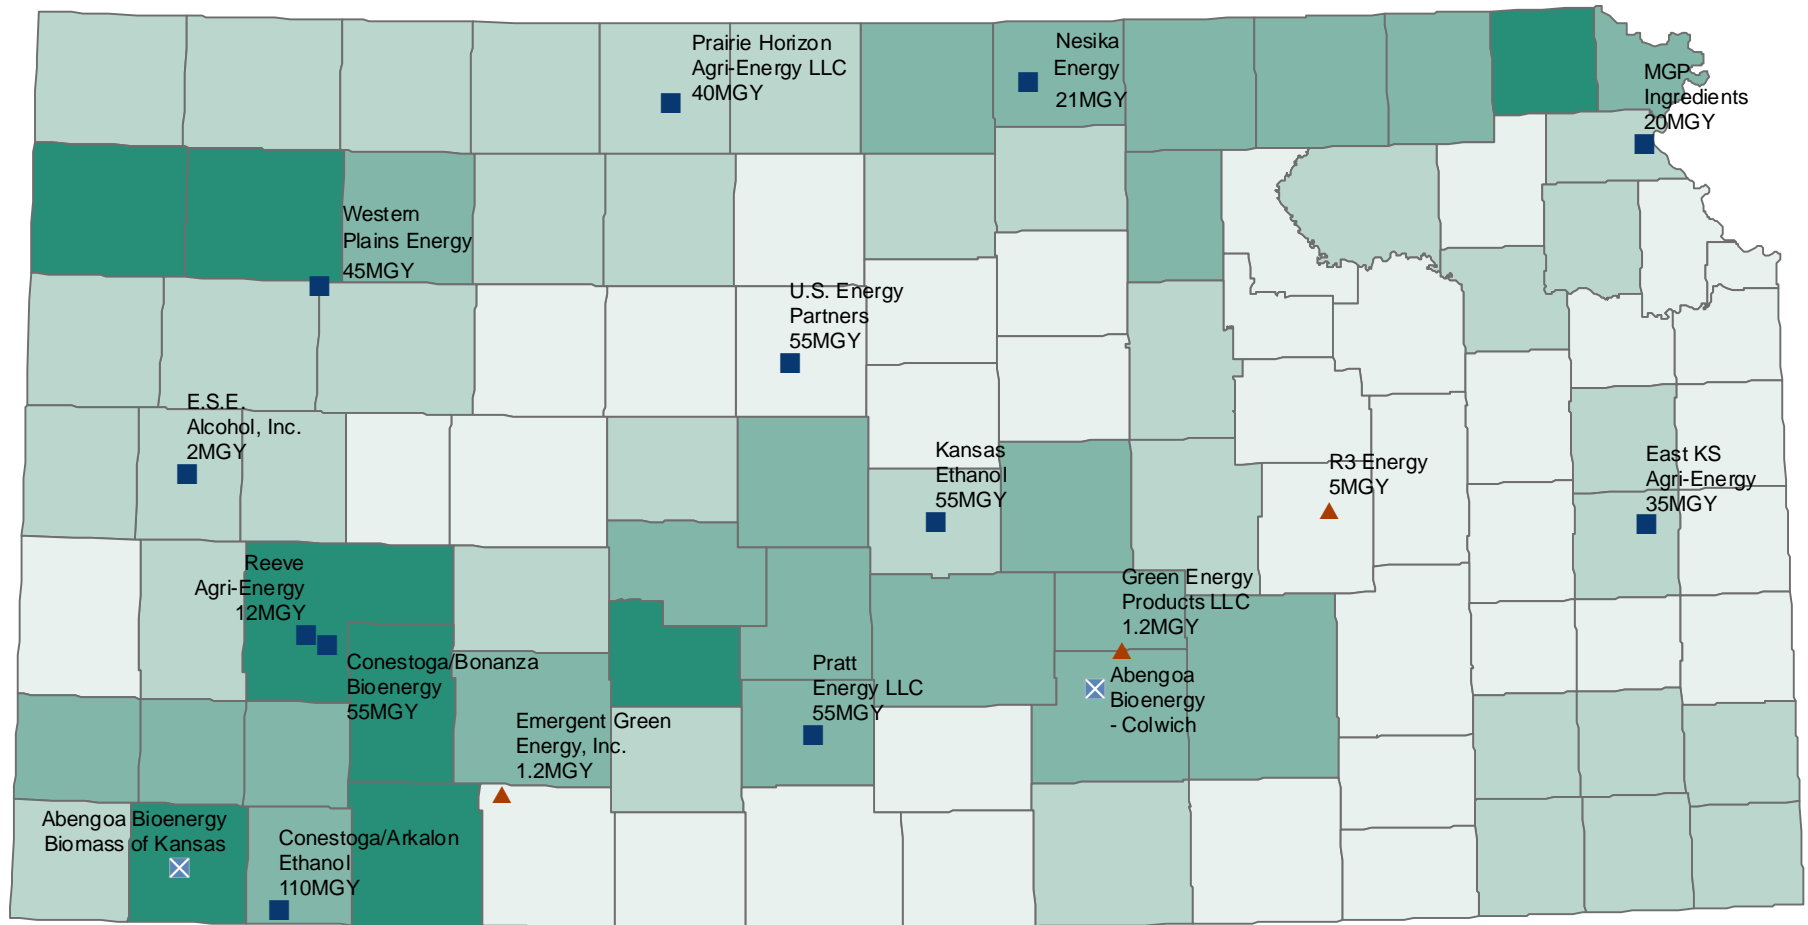 Prairie Horizon
Agri-Energy LLC
40MGY
Nesika
Energy
21MGY
MGP
Ingredients
20MGY
Western
Plains Energy
45MGY
U.S. Energy
Partners
55MGY
E.S.E.
Alcohol, Inc.
2MGY
Kansas
Ethanol
55MGY
R3 Energy
5MGY
East KS
Agri-Energy
35MGY
Reeve
Agri-Energy
12MGY
Green Energy
Products LLC
1.2MGY
Conestoga/Bonanza
Bioenergy
55MGY
Pratt
Energy LLC
55MGY
Abengoa
Bioenergy
- Colwich
Emergent Green
Energy, Inc.
1.2MGY
Abengoa Bioenergy
Biomass of Kansas
Conestoga/Arkalon
Ethanol
110MGY